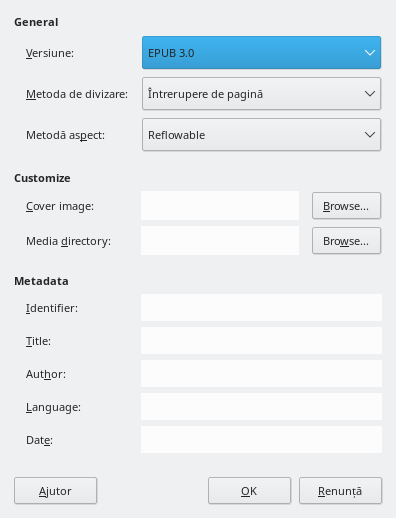 General
Versiune: EPUB 3.0
Metoda de divizare: Întrerupere de pagină
Metodă aspect: Reflowable
Customize
Cover image: Browse...
Media directory: Browse...
Metadata
Identifier:
Title:
Author:
Language:
Date:
Ajutor OK Renunță